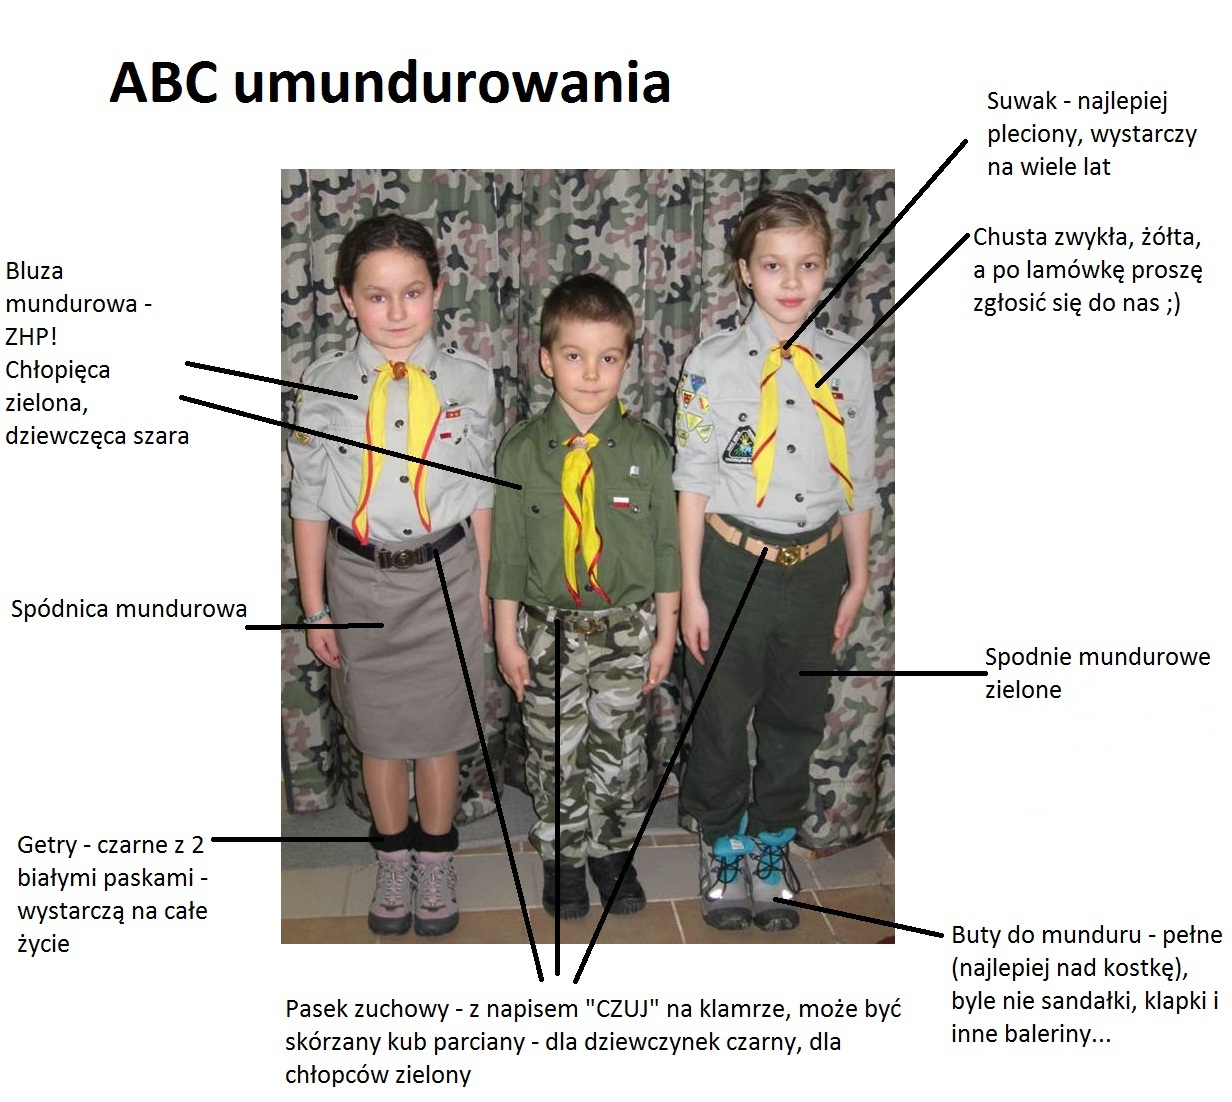 ABC umundurowania
Suwak - najlepiej
pleciony, wystarczy
na wiele lat
Chusta zwykła, żółta,
a po lamówkę proszę
zgłosić się do nas ;)
Bluza
mundurowa -
ZHP!
Chłopięca
zielona,
dziewczęca szara
Spódnica mundurowa
Spodnie mundurowe
zielone
Getry - czarne z 2
białymi paskami -
wystarczą na całe
życie
Buty do munduru - pełne
(najlepiej nad kostkę),
byle nie sandałki, klapki i
inne baleriny...
Pasek zuchowy - z napisem "CZUJ" na klamrze, może być
skórzany kub parciany - dla dziewczynek czarny, dla
chłopców zielony